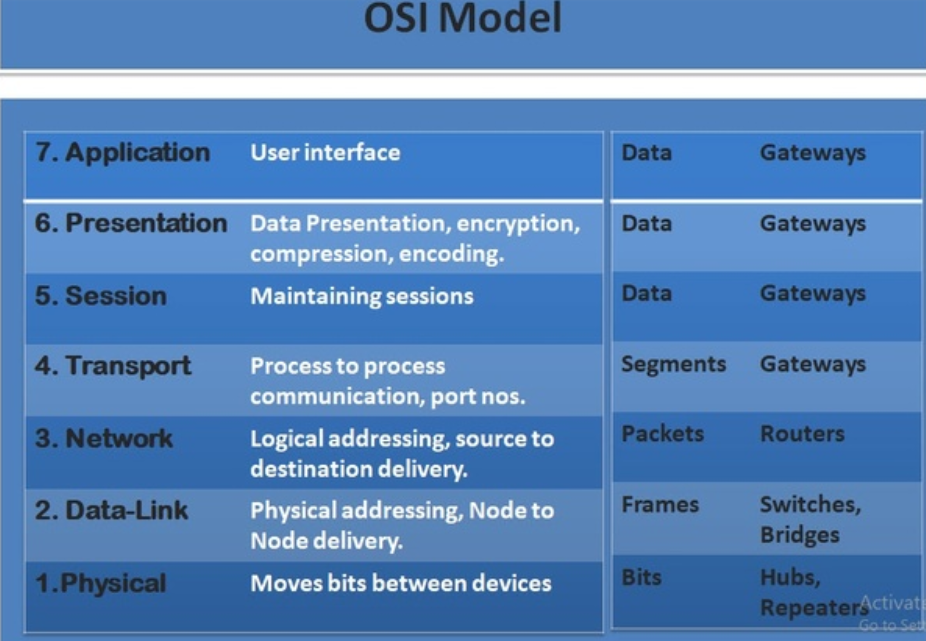 OSI Model
7. Application User interface Data Gateways
6. Presentation Data Presentation, encryption, Data Gateways
compression, encoding.
5. Session Maintaining sessions Data Gateways
4. Transport Process to process Segments Gateways
communication, port nos.
3. Network Logical addressing, source to Packets Routers
destination delivery.
2. Data-Link Physical addressing, Node to Frames Switches,
Node delivery. Bridges
1.Physical Moves bits between devices Bits Hubs,
Repeaters
Activat
Go to Set